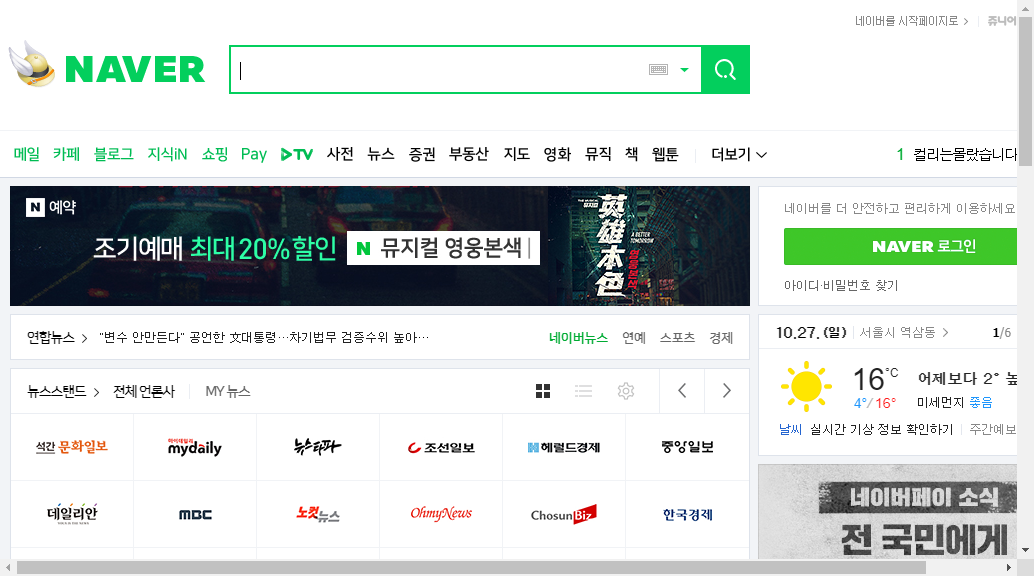 네이버를 시작페이지로 >
쥬니어
NAVER
메일 카페 블로그 지식iN 쇼핑 Pay TV 사전 뉴스 증권 부동산 지도 영화 뮤직 책 웹툰 더보기
1 컬리는몰랐습니다
N 예약
조기예매 최대 20% 할인 N 뮤지컬 영웅본색
英雄本色
A BETTER TOMORROW
영웅본색
네이버를 더 안전하고 편리하게 이용하세요
NAVER 로그인
아이디·비밀번호 찾기
연합뉴스 > "변수 안만든다" 공언한 文대통령…차기법무 검증수위 높아…
네이버뉴스 연예 스포츠 경제
10.27. (일) 서울시 역삼동 > 1/6
16°C 어제보다 2° 높
4°/16° 미세먼지 좋음
날씨 실시간 기상 정보 확인하기 주간예보
뉴스스탠드 > 전체 언론사 MY 뉴스
석간 문화일보
마이데일리 mydaily
뉴스타파
조선일보
헤럴드경제
중앙일보
데일리안
MBC
노컷뉴스
OhmyNews
ChosunBiz
한국경제
네이버페이 소식
전 국민에게